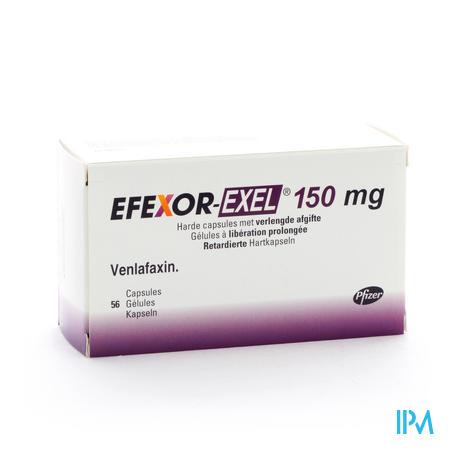 EFEXOR-EXEL® 150 mg
Harde capsules met verlengde afgifte
Gélules à libération prolongée
Retardierte Hartkapseln
Venlafaxin.
56 Capsules
Gélules
Kapseln
Pfizer
IPM